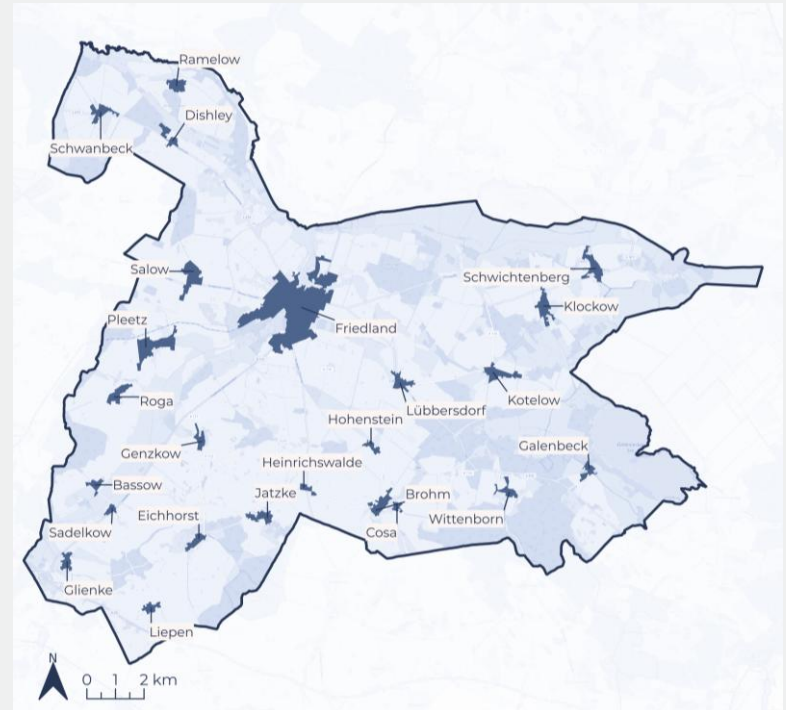 Ramelow
Dishley
Schwanbeck
Salow
Schwichtenberg
Klockow
Pleetz
Friedland
Roga
Lübbersdorf
Kotelow
Hohenstein
Genzkow
Galenbeck
Heinrichswalde
Bassow
Jatzke
Brohm
Eichhorst
Wittenborn
Sadelkow
Cosa
Glienke
Liepen
N
0 1 2 km